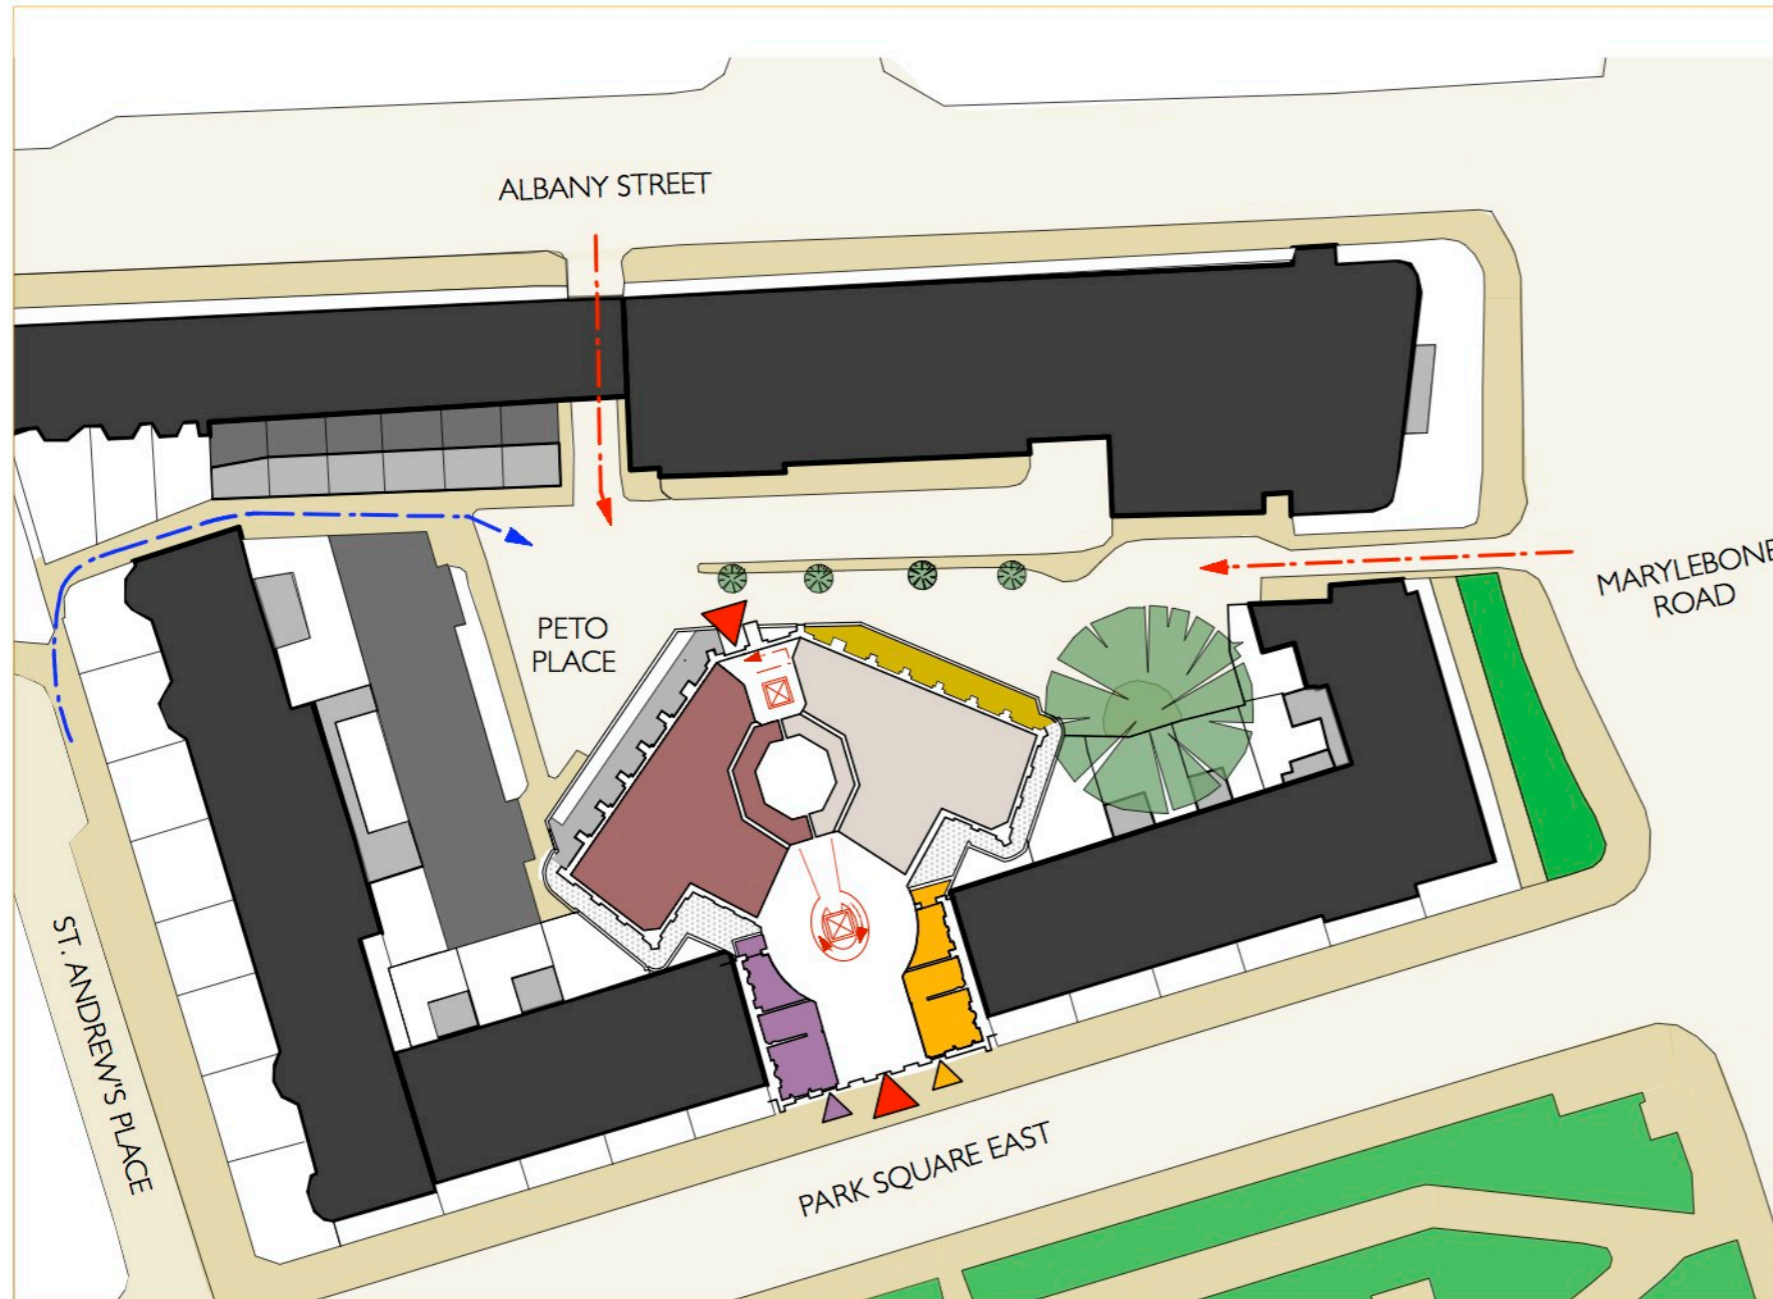 ALBANY STREET
MARYLEBONE
ROAD
PETO
PLACE
ST. ANDREW'S PLACE
PARK SQUARE EAST